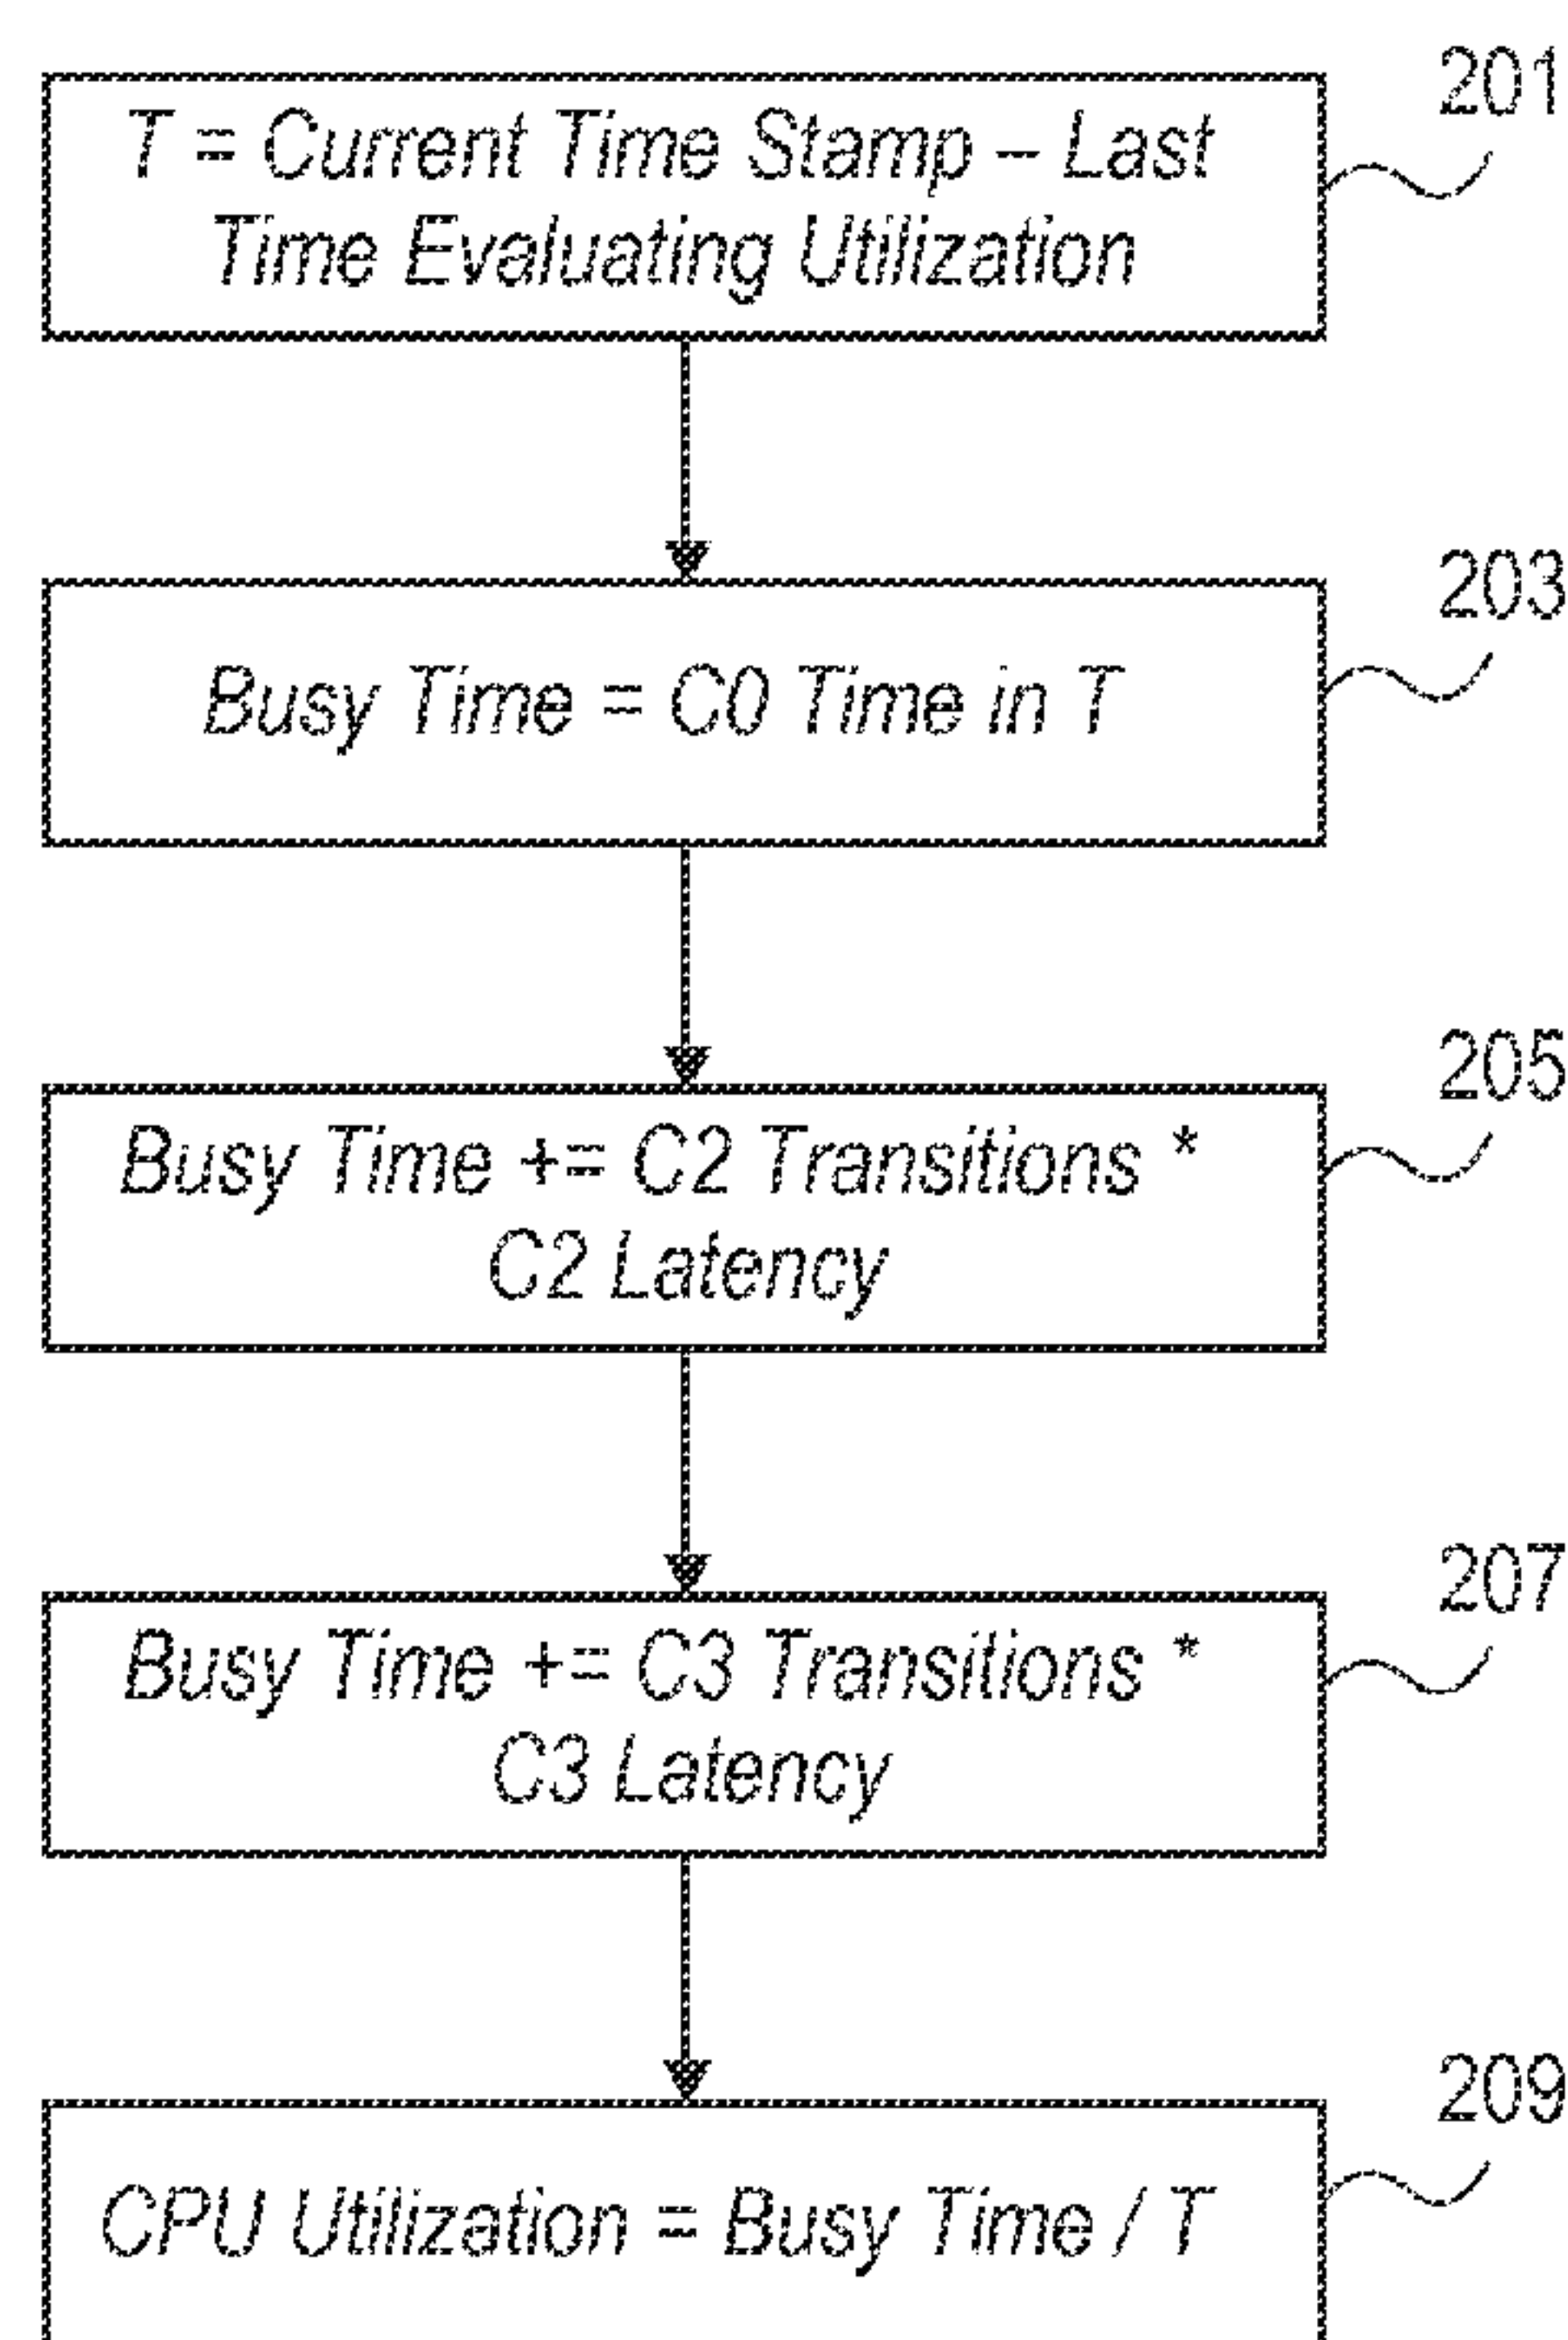 201
T = Current Time Stamp – Last
Time Evaluating Utilization
203
Busy Time = C0 Time in T
205
Busy Time += C2 Transitions *
C2 Latency
207
Busy Time += C3 Transitions *
C3 Latency
209
CPU Utilization = Busy Time / T